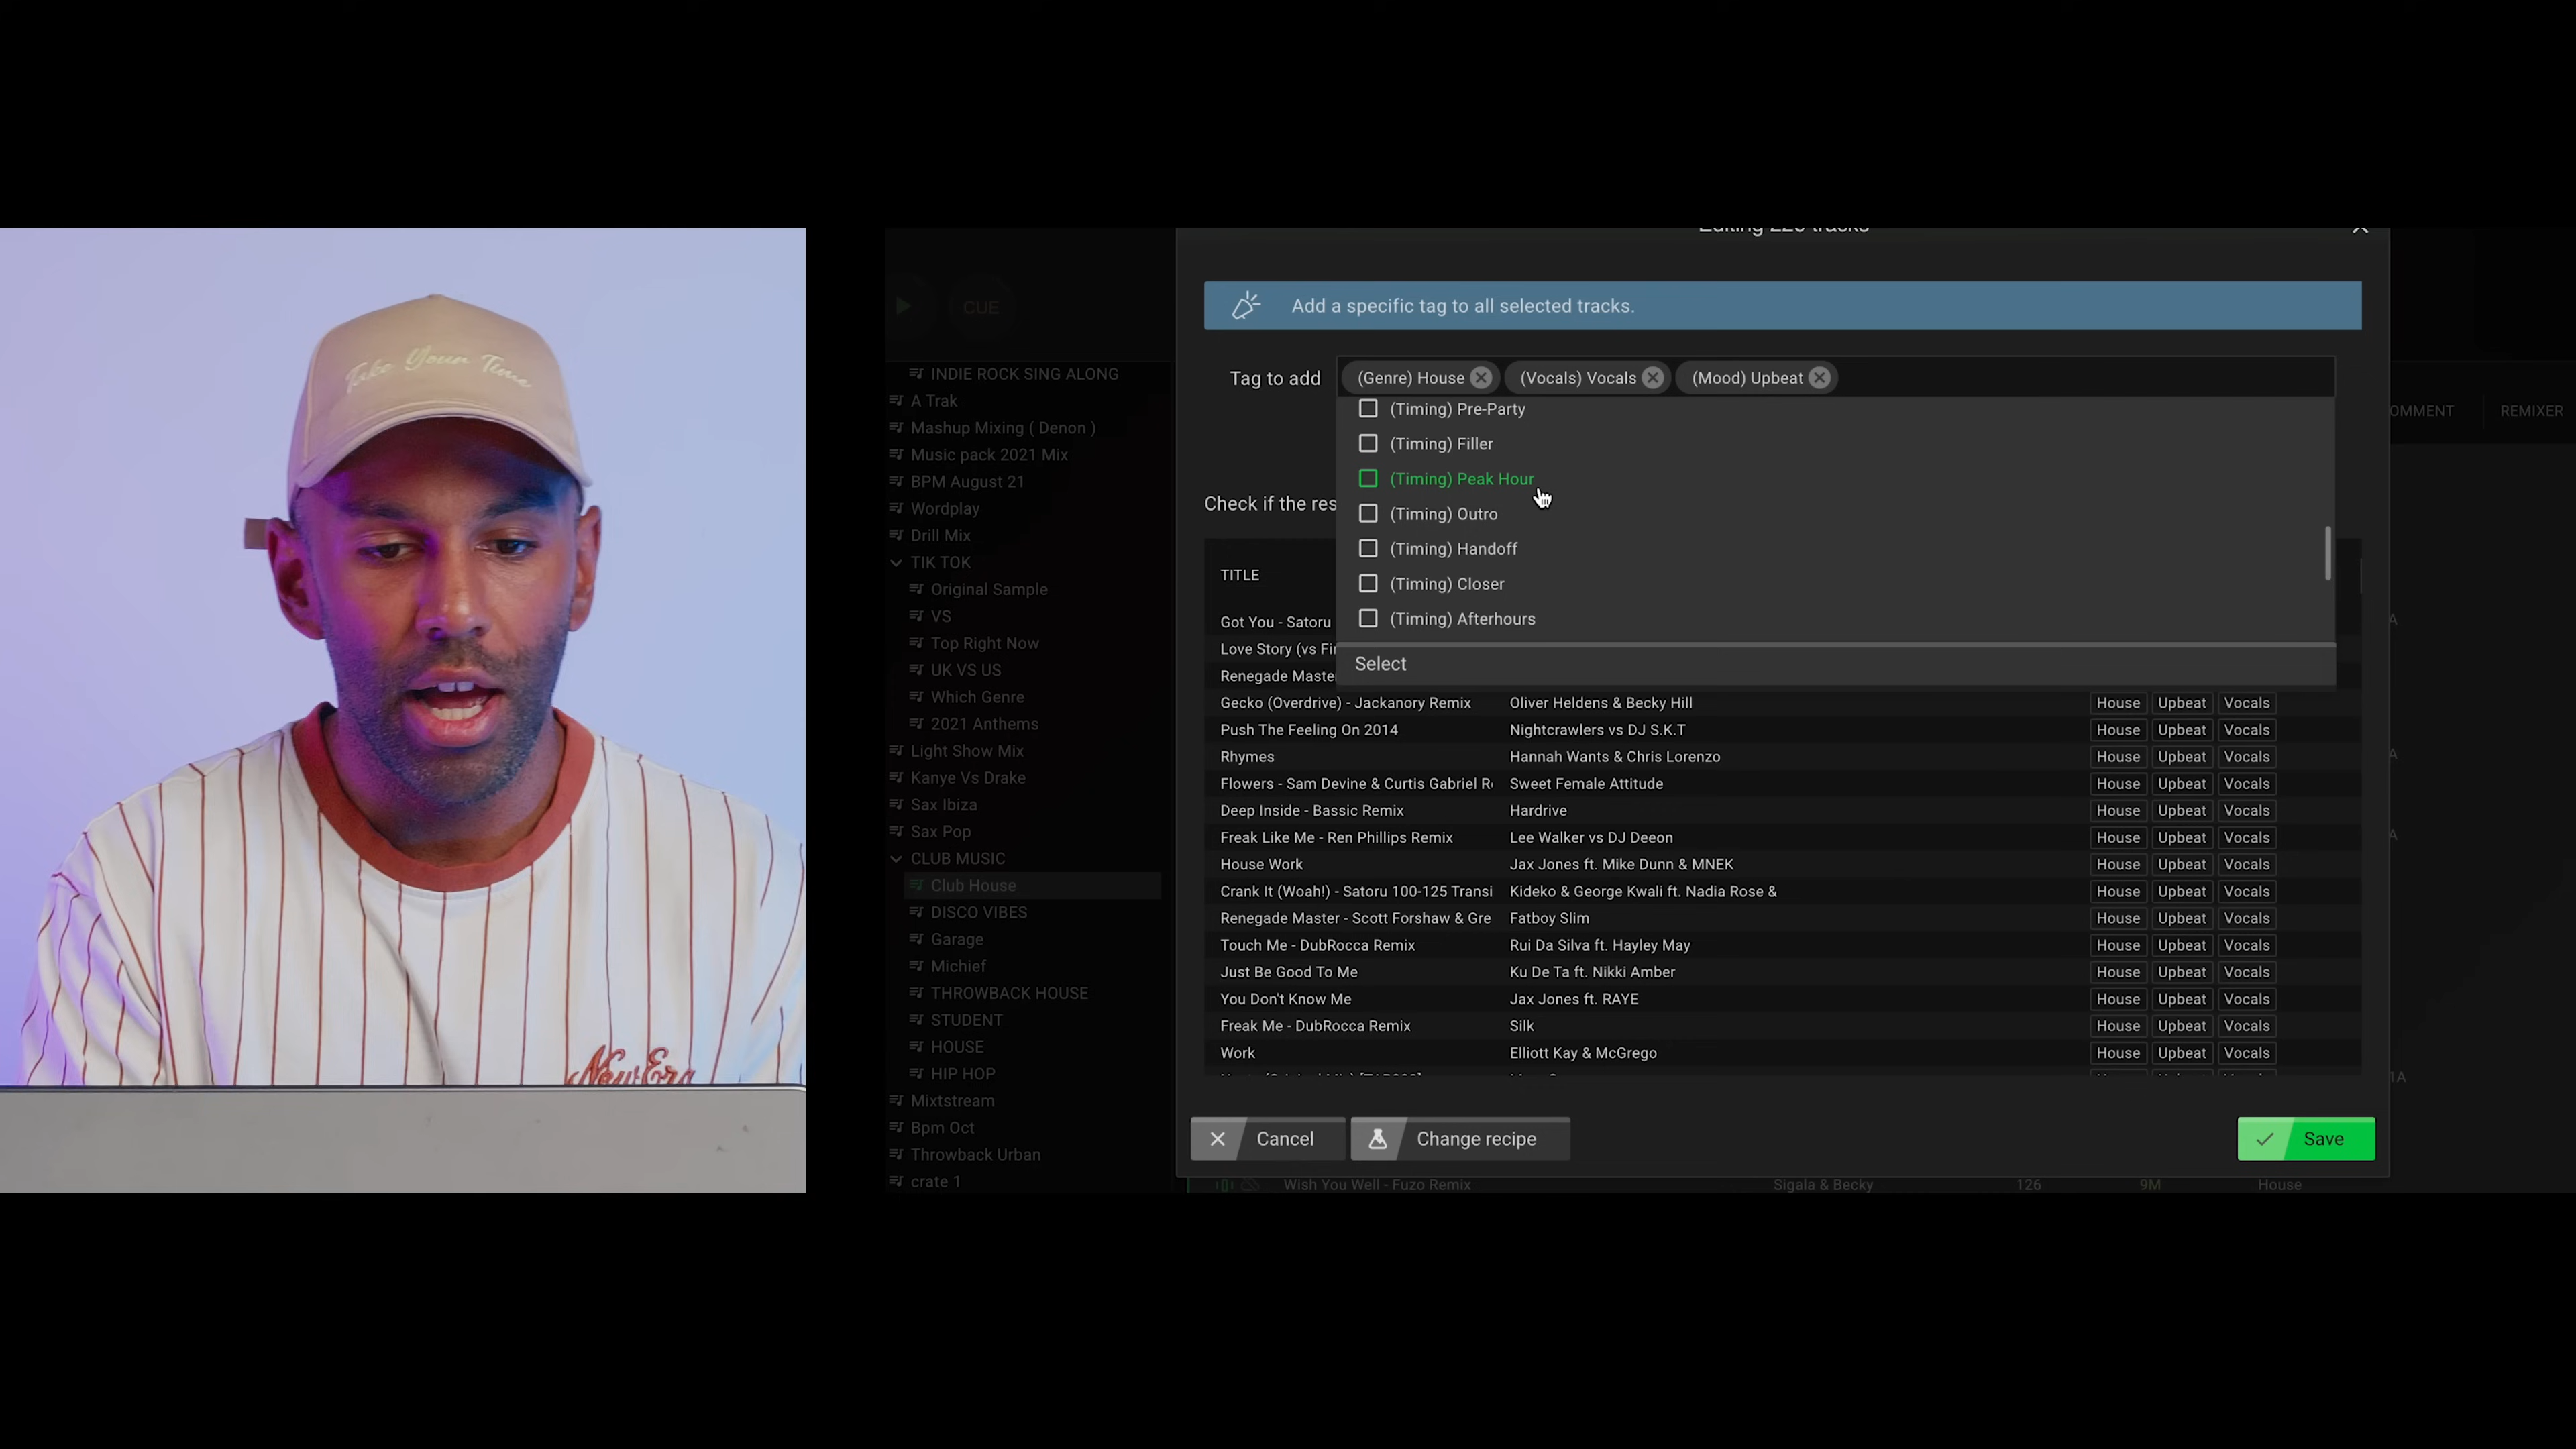 Take Your Time
New Era
Editing 220 tracks
CUE
Add a specific tag to all selected tracks.
Tag to add
(Genre) House
(Vocals) Vocals
(Mood) Upbeat
(Timing) Pre-Party
(Timing) Filler
(Timing) Peak Hour
(Timing) Outro
(Timing) Handoff
(Timing) Closer
(Timing) Afterhours
Select
OMMENT
REMIXER
Check if the res
INDIE ROCK SING ALONG
A Trak
Mashup Mixing ( Denon )
Music pack 2021 Mix
BPM August 21
Wordplay
Drill Mix
TIK TOK
Original Sample
VS
Top Right Now
UK VS US
Which Genre
2021 Anthems
Light Show Mix
Kanye Vs Drake
Sax Ibiza
Sax Pop
CLUB MUSIC
Club House
DISCO VIBES
Garage
Michief
THROWBACK HOUSE
STUDENT
HOUSE
HIP HOP
Mixtstream
Bpm Oct
Throwback Urban
crate 1
TITLE
Got You - Satoru
Love Story (vs Fir
Renegade Master
Gecko (Overdrive) - Jackanory Remix Oliver Heldens & Becky Hill House Upbeat Vocals
Push The Feeling On 2014 Nightcrawlers vs DJ S.K.T House Upbeat Vocals
Rhymes Hannah Wants & Chris Lorenzo House Upbeat Vocals
Flowers - Sam Devine & Curtis Gabriel Re Sweet Female Attitude House Upbeat Vocals
Deep Inside - Bassic Remix Hardrive House Upbeat Vocals
Freak Like Me - Ren Phillips Remix Lee Walker vs DJ Deeon House Upbeat Vocals
House Work Jax Jones ft. Mike Dunn & MNEK House Upbeat Vocals
Crank It (Woah!) - Satoru 100-125 Transi Kideko & George Kwali ft. Nadia Rose & House Upbeat Vocals
Renegade Master - Scott Forshaw & Gre Fatboy Slim House Upbeat Vocals
Touch Me - DubRocca Remix Rui Da Silva ft. Hayley May House Upbeat Vocals
Just Be Good To Me Ku De Ta ft. Nikki Amber House Upbeat Vocals
You Don't Know Me Jax Jones ft. RAYE House Upbeat Vocals
Freak Me - DubRocca Remix Silk House Upbeat Vocals
Work Elliott Kay & McGrego House Upbeat Vocals
1A
Cancel
Change recipe
Save
Wish You Well - Fuzo Remix Sigala & Becky 126 9M House